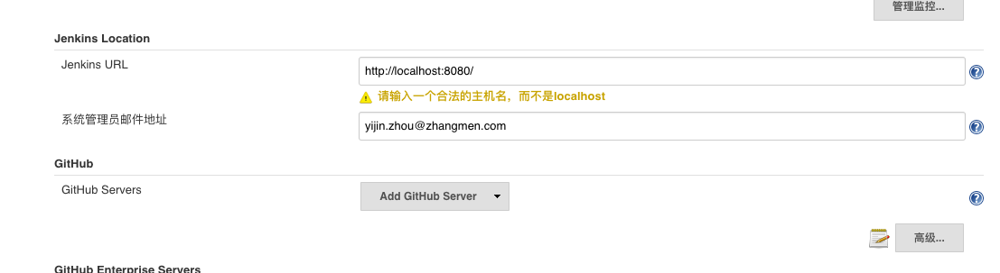 管理监控...
Jenkins Location
Jenkins URL
http://localhost:8080/
请输入一个合法的主机名，而不是localhost
系统管理员邮件地址
yijin.zhou@zhangmen.com
GitHub
GitHub Servers
Add GitHub Server
高级...
GitHub Enterprise Servers